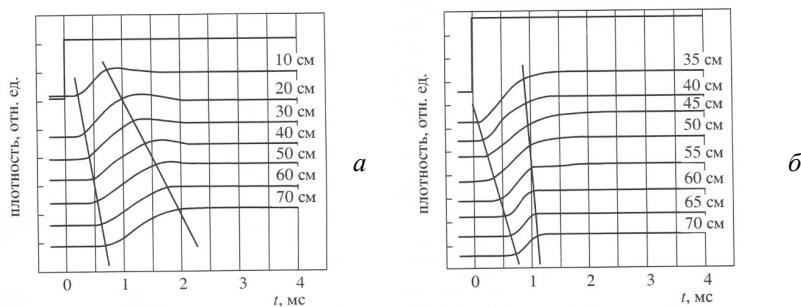 плотность, отн. ед.
10 см
20 см
30 см
40 см
50 см
60 см
70 см
0 1 2 3 4
t, мс
а
плотность, отн. ед.
35 см
40 см
45 см
50 см
55 см
60 см
65 см
70 см
0 1 2 3 4
t, мс
б